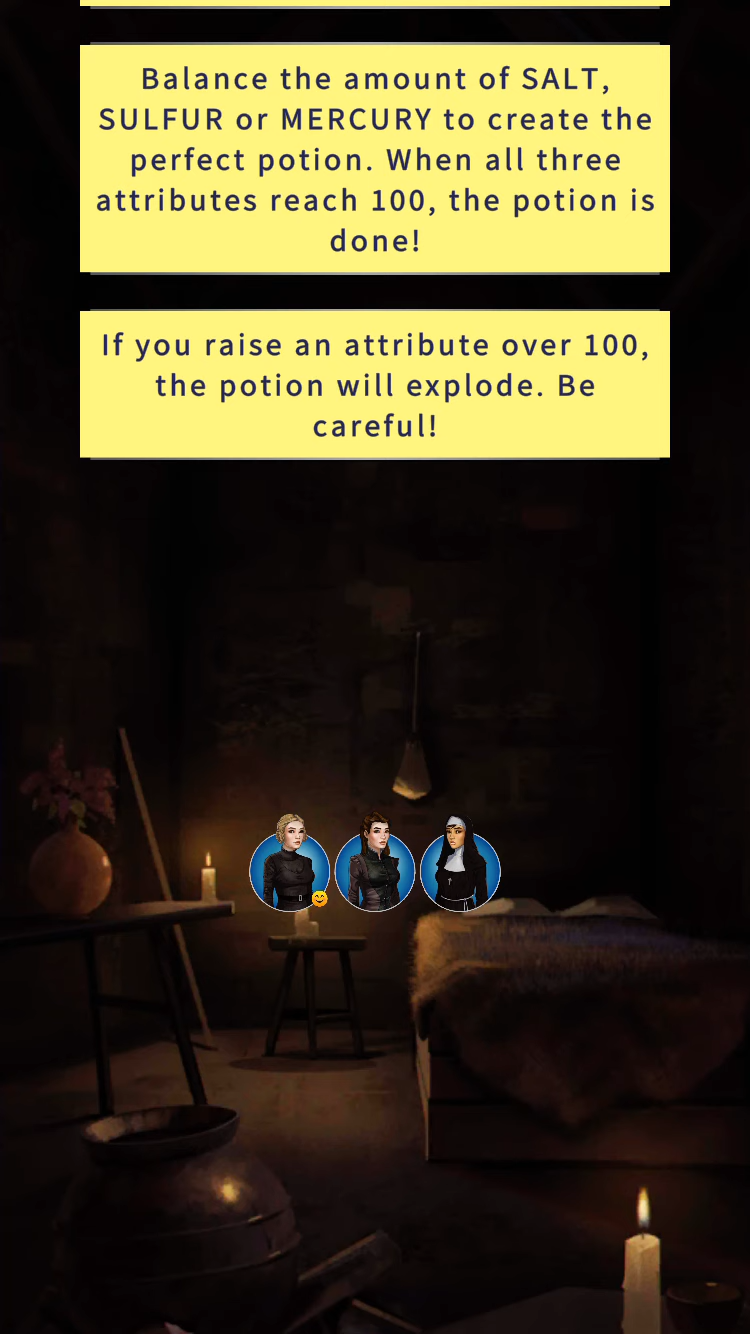 Balance the amount of SALT,
SULFUR or MERCURY to create the
perfect potion. When all three
attributes reach 100, the potion is
done!
If you raise an attribute over 100,
the potion will explode. Be
careful!